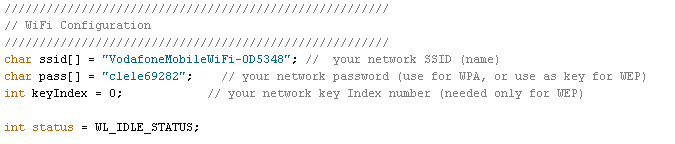 ////////////////////////////////////////////////////////
// WiFi Configuration
////////////////////////////////////////////////////////
char ssid[] = "VodafoneMobileWiFi-0D5348"; //  your network SSID (name)
char pass[] = "clele69282";    // your network password (use for WPA, or use as key for WEP)
int keyIndex = 0;            // your network key Index number (needed only for WEP)
int status = WL_IDLE_STATUS;